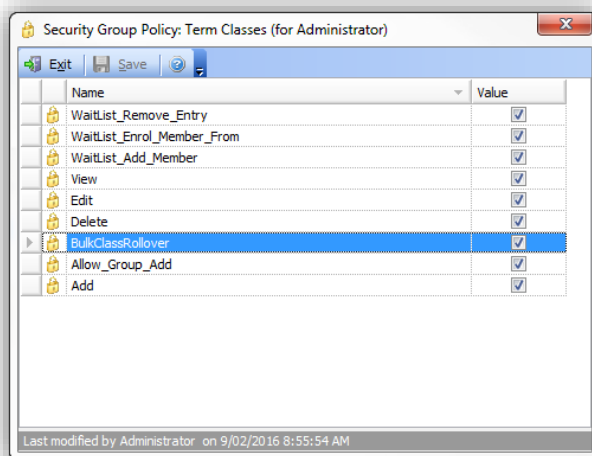 Security Group Policy: Term Classes (for Administrator)
Exit Save
Name Value
WaitList_Remove_Entry
WaitList_Enrol_Member_From
WaitList_Add_Member
View
Edit
Delete
BulkClassRollover
Allow_Group_Add
Add
Last modified by Administrator on 9/02/2016 8:55:54 AM